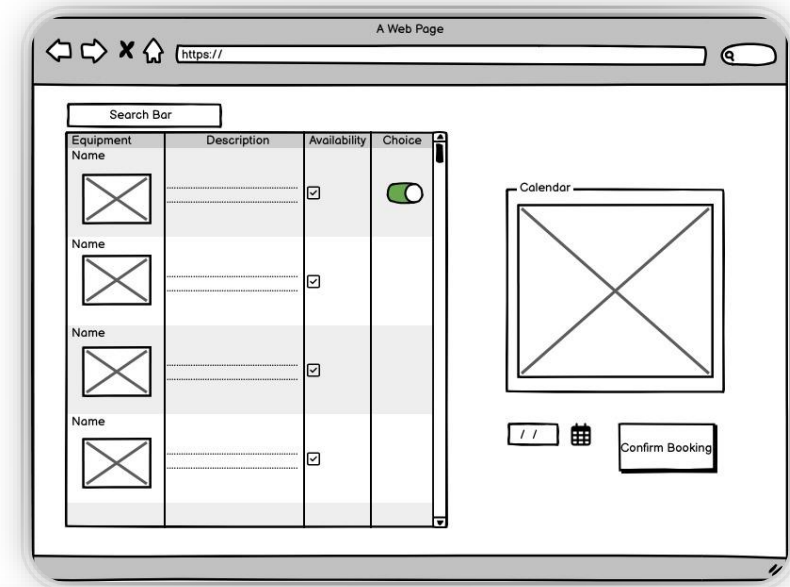 A Web Page
https://
Search Bar
Equipment Description Availability Choice
Name
Name
Name
Name
Calendar
/ /
Confirm Booking